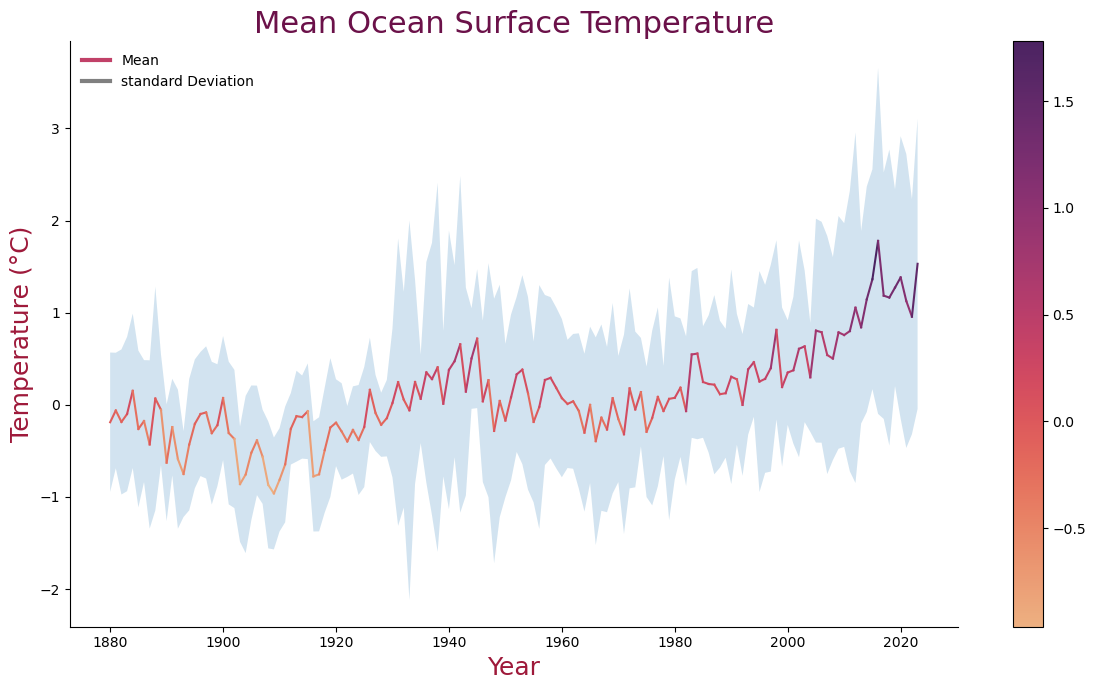 Mean Ocean Surface Temperature
Mean
standard Deviation
Temperature (°C)
3
2
1
0
−1
−2
1880 1900 1920 1940 1960 1980 2000 2020
Year
1.5
1.0
0.5
0.0
−0.5